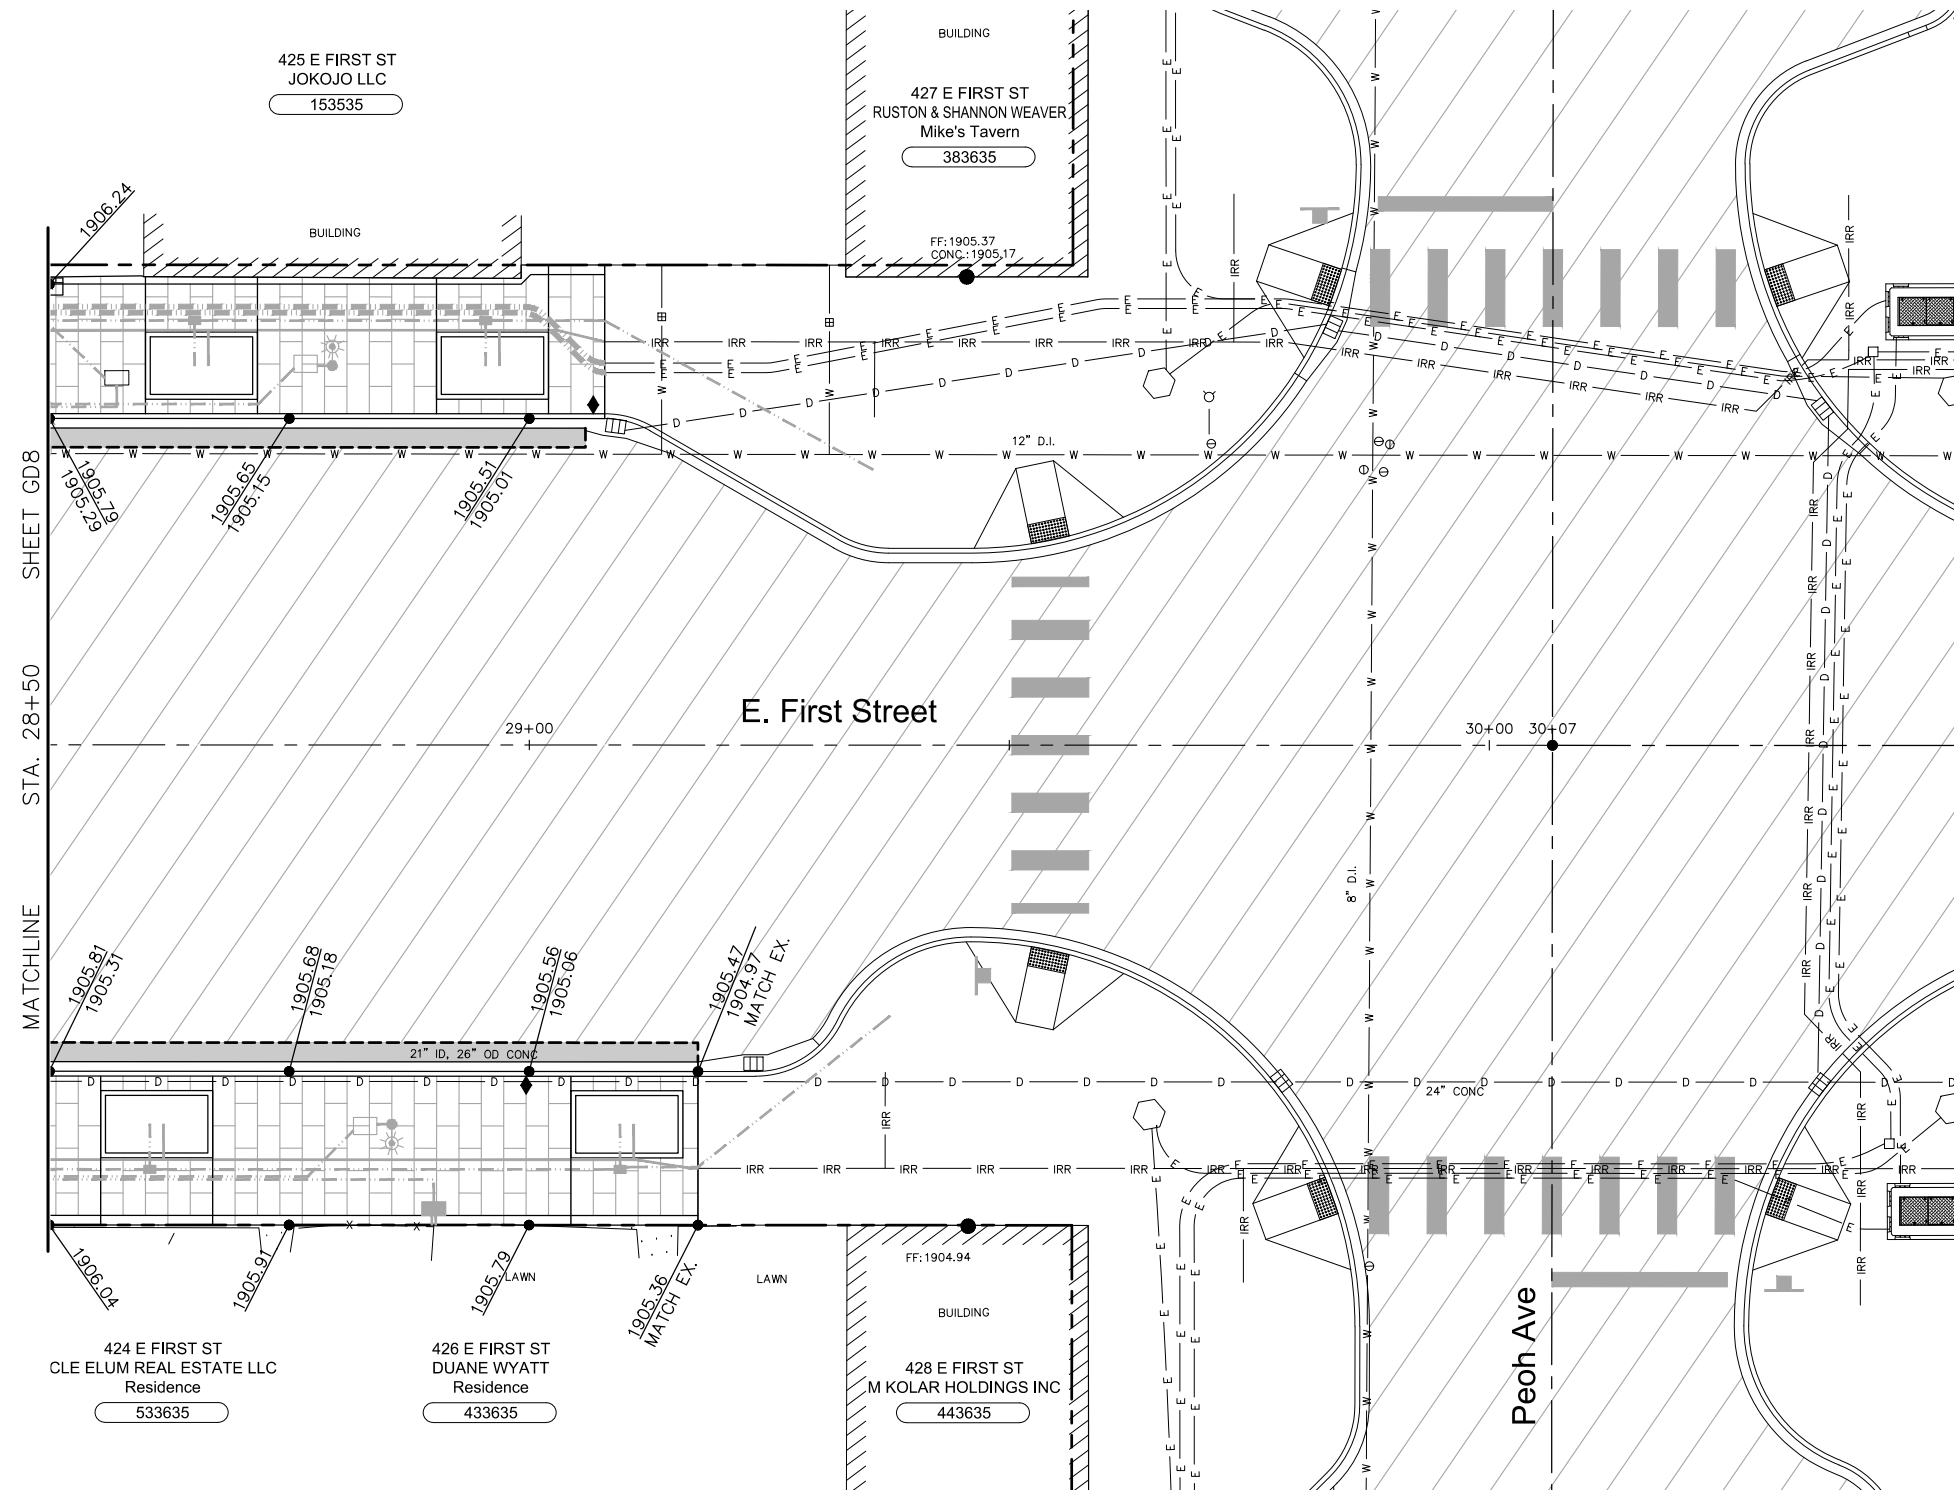 BUILDING
425 E FIRST ST
JOKOJO LLC
153535
427 E FIRST ST
RUSTON & SHANNON WEAVER
Mike's Tavern
383635
FF:1905.37
CONC.:1905.17
1906.24
BUILDING
12" D.I.
1905.79
1905.29
1905.65
1905.15
1905.51
1905.01
MATCHLINE STA. 28+50 SHEET GD8
E. First Street
29+00
30+00
30+07
8" D.I.
1905.81
1905.31
1905.68
1905.18
1905.56
1905.06
1905.47
1904.97
MATCH EX.
21" ID, 26" OD CONC
24" CONC
1906.04
1905.91
1905.79
1905.36
MATCH EX.
LAWN
LAWN
FF:1904.94
BUILDING
424 E FIRST ST
CLE ELUM REAL ESTATE LLC
Residence
533635
426 E FIRST ST
DUANE WYATT
Residence
433635
428 E FIRST ST
M KOLAR HOLDINGS INC
443635
Peoh Ave